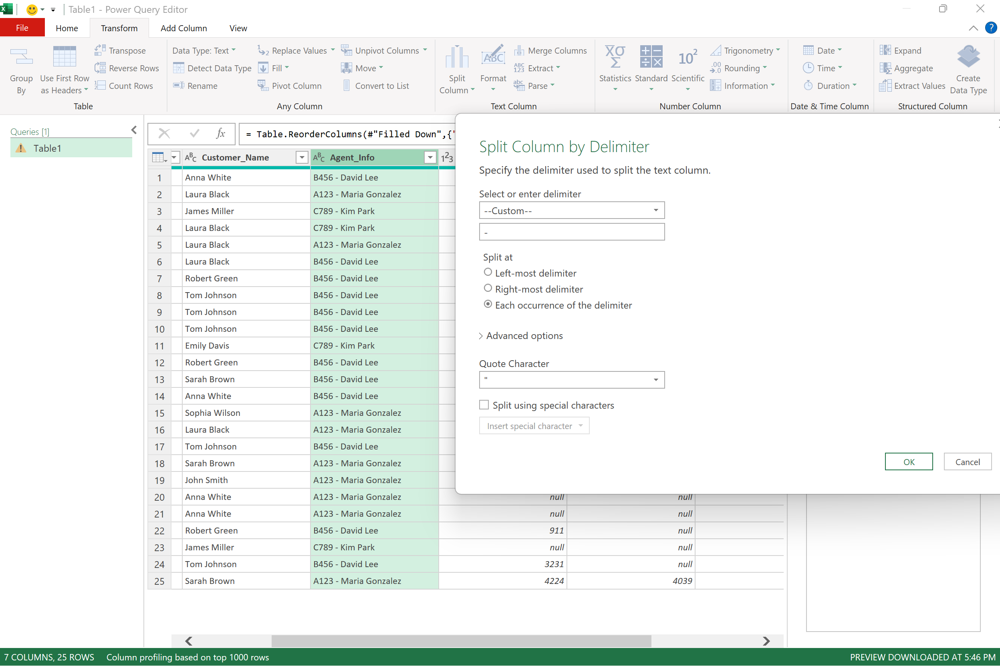 Table1 - Power Query Editor
File Home Transform Add Column View
?
Group By
Use First Row as Headers
Transpose
Reverse Rows
Count Rows
Table
Data Type: Text
Detect Data Type
Rename
Replace Values
Fill
Pivot Column
Unpivot Columns
Move
Convert to List
Any Column
Split Column
ABC
Format
Merge Columns
ABC 123 Extract
abc Parse
Text Column
XΣσ
Statistics
Standard
10²
Scientific
Trigonometry
.00 .0 Rounding
Information
Number Column
Date
Time
Duration
Date & Time Column
Expand
Aggregate
Extract Values
Create Data Type
Structured Column
Queries [1]
Table1
fx
= Table.ReorderColumns(#"Filled Down",{'
ABC Customer_Name ABC Agent_Info 123
1 Anna White B456 - David Lee
2 Laura Black A123 - Maria Gonzalez
3 James Miller C789 - Kim Park
4 Laura Black C789 - Kim Park
5 Laura Black A123 - Maria Gonzalez
6 Laura Black B456 - David Lee
7 Robert Green B456 - David Lee
8 Tom Johnson B456 - David Lee
9 Tom Johnson B456 - David Lee
10 Tom Johnson B456 - David Lee
11 Emily Davis C789 - Kim Park
12 Robert Green B456 - David Lee
13 Sarah Brown B456 - David Lee
14 Anna White B456 - David Lee
15 Sophia Wilson A123 - Maria Gonzalez
16 Laura Black A123 - Maria Gonzalez
17 Tom Johnson B456 - David Lee
18 Sarah Brown A123 - Maria Gonzalez
19 John Smith A123 - Maria Gonzalez
20 Anna White A123 - Maria Gonzalez null null
21 Anna White A123 - Maria Gonzalez null null
22 Robert Green B456 - David Lee 911 null
23 James Miller C789 - Kim Park null null
24 Tom Johnson B456 - David Lee 3231 null
25 Sarah Brown A123 - Maria Gonzalez 4224 4039
Split Column by Delimiter
Specify the delimiter used to split the text column.
Select or enter delimiter
--Custom--
-
Split at
Left-most delimiter
Right-most delimiter
Each occurrence of the delimiter
Advanced options
Quote Character
"
Split using special characters
Insert special character
OK Cancel
7 COLUMNS, 25 ROWS Column profiling based on top 1000 rows PREVIEW DOWNLOADED AT 5:46 PM